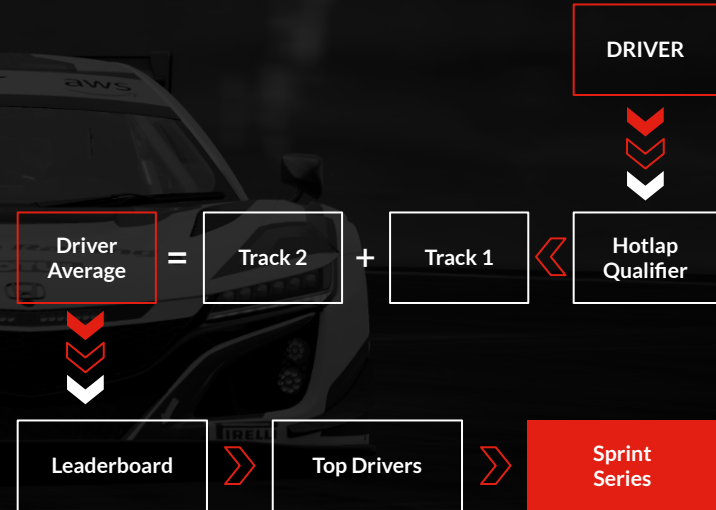 aws
DRIVER
Driver
Average
=
Track 2
+
Track 1
Hotlap
Qualifier
PIRELLI
Leaderboard
Top Drivers
Sprint
Series